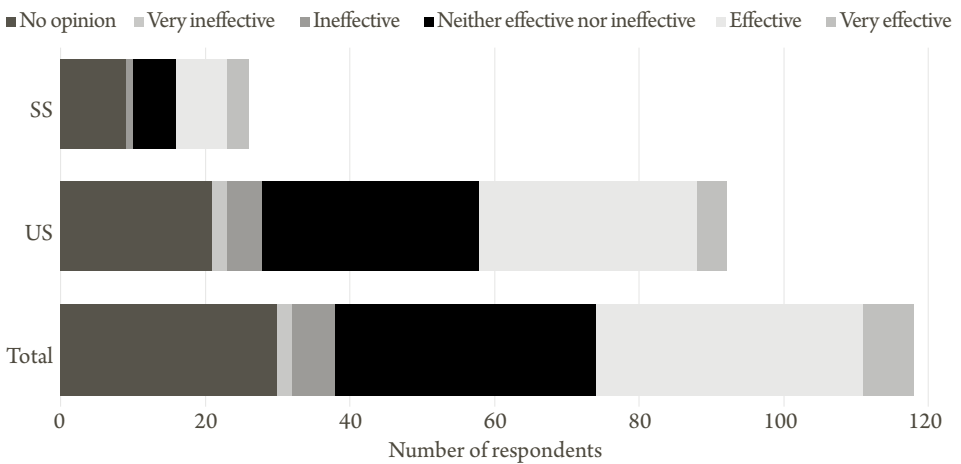 No opinion Very ineffective Ineffective Neither effective nor ineffective Effective Very effective
SS
US
Total
0 20 40 60 80 100 120
Number of respondents